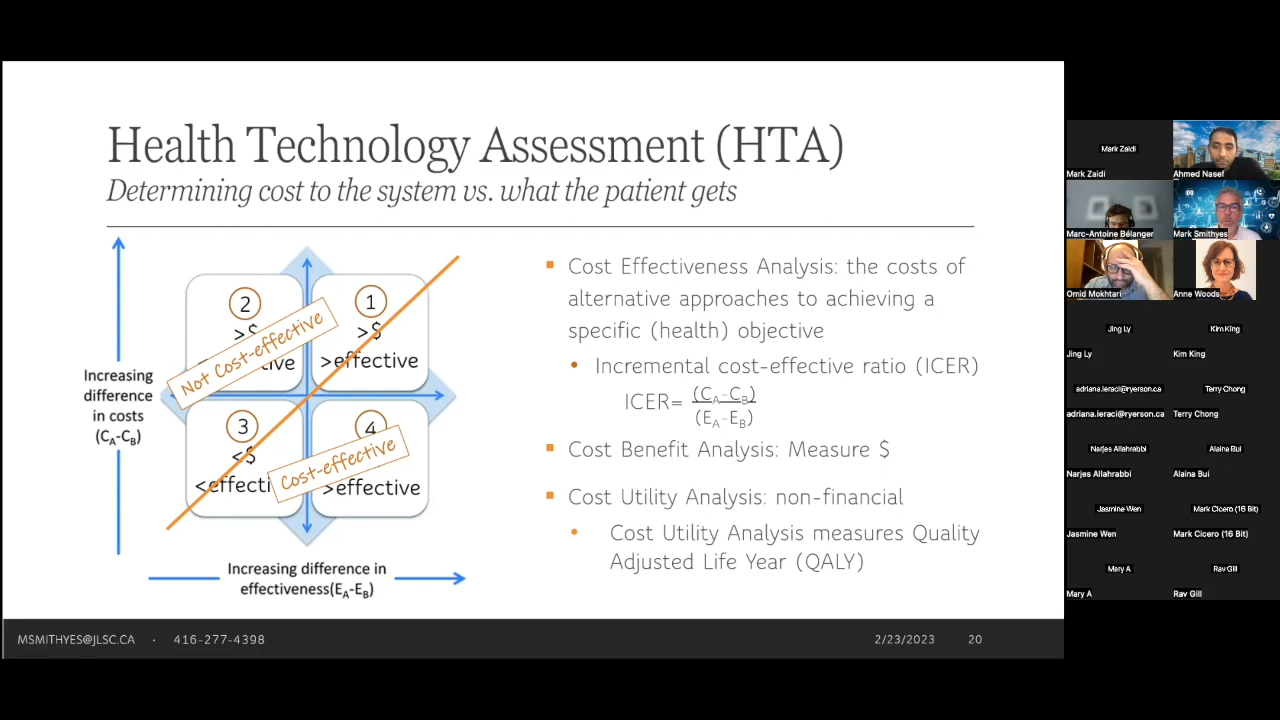 Health Technology Assessment (HTA)
Determining cost to the system vs. what the patient gets
Increasing
difference
in costs
(CA-CB)
2
>$
ive
Not Cost-effective
1
>$
>effective
3
<$
<effecti
4
Cost-effective
>effective
Increasing difference in
effectiveness(EA-EB)
▪ Cost Effectiveness Analysis: the costs of
alternative approaches to achieving a
specific (health) objective
• Incremental cost-effective ratio (ICER)
ICER= (CA-CB)
(EA-EB)
▪ Cost Benefit Analysis: Measure $
▪ Cost Utility Analysis: non-financial
• Cost Utility Analysis measures Quality
Adjusted Life Year (QALY)
MSMITHYES@JLSC.CA · 416-277-4398
2/23/2023 20
Mark Zaidi
Mark Zaidi
Ahmed Nasef
Marc-Antoine Bélanger
Mark Smithyes
Omid Mokhtari
Anne Woods
Jing Ly
Jing Ly
Kim King
Kim King
adriana.ieraci@ryerson.ca
adriana.ieraci@ryerson.ca
Terry Chong
Terry Chong
Narjes Allahrabbi
Narjes Allahrabbi
Alaina Bui
Alaina Bui
Jasmine Wen
Jasmine Wen
Mark Cicero (16 Bit)
Mark Cicero (16 Bit)
Mary A
Mary A
Rav Gill
Rav Gill